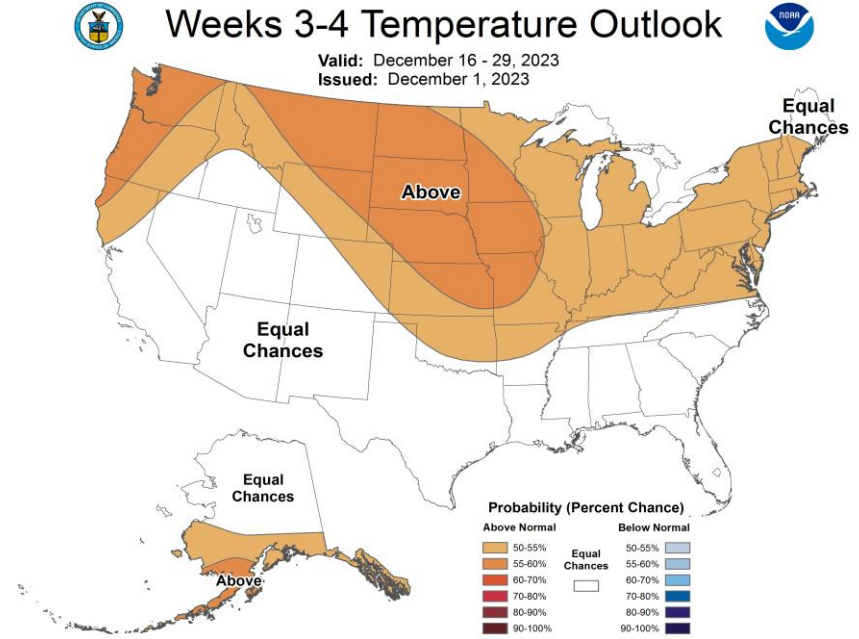 Weeks 3-4 Temperature Outlook
NOAA
Valid: December 16 - 29, 2023
Issued: December 1, 2023
Equal
Chances
Above
Equal
Chances
Equal
Chances
Above
Probability (Percent Chance)
Above Normal
50-55%
55-60%
60-70%
70-80%
80-90%
90-100%
Equal
Chances
Below Normal
50-55%
55-60%
60-70%
70-80%
80-90%
90-100%